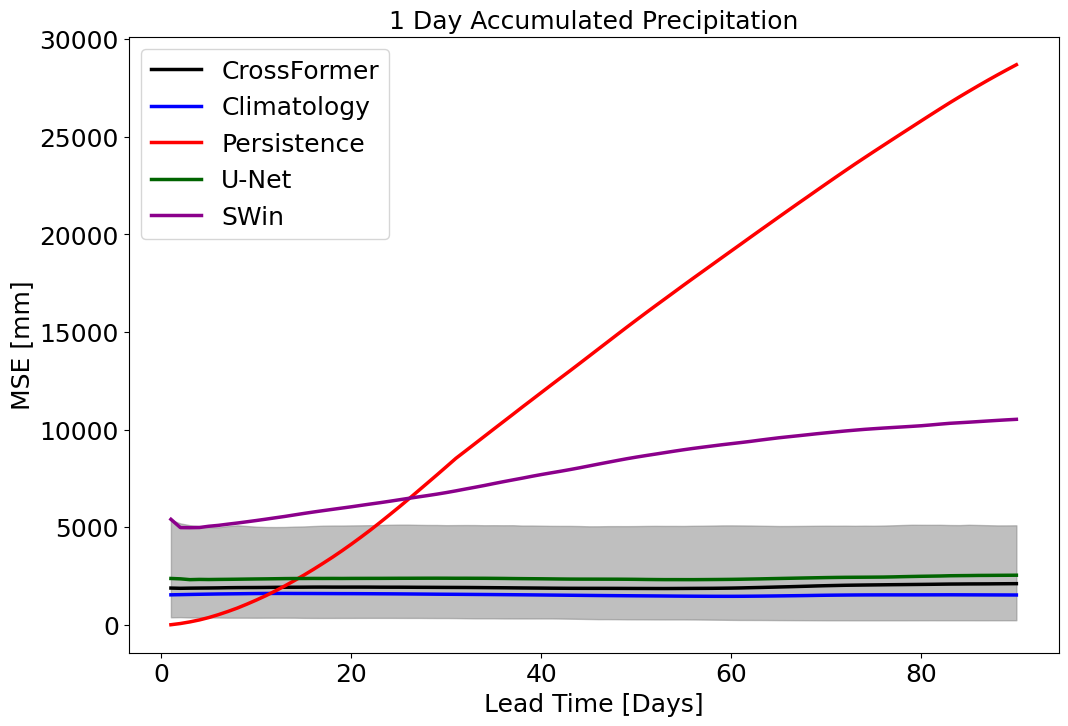 1 Day Accumulated Precipitation
30000
25000
20000
15000
10000
5000
0
MSE [mm]
CrossFormer
Climatology
Persistence
U-Net
SWin
0
20
40
60
80
Lead Time [Days]